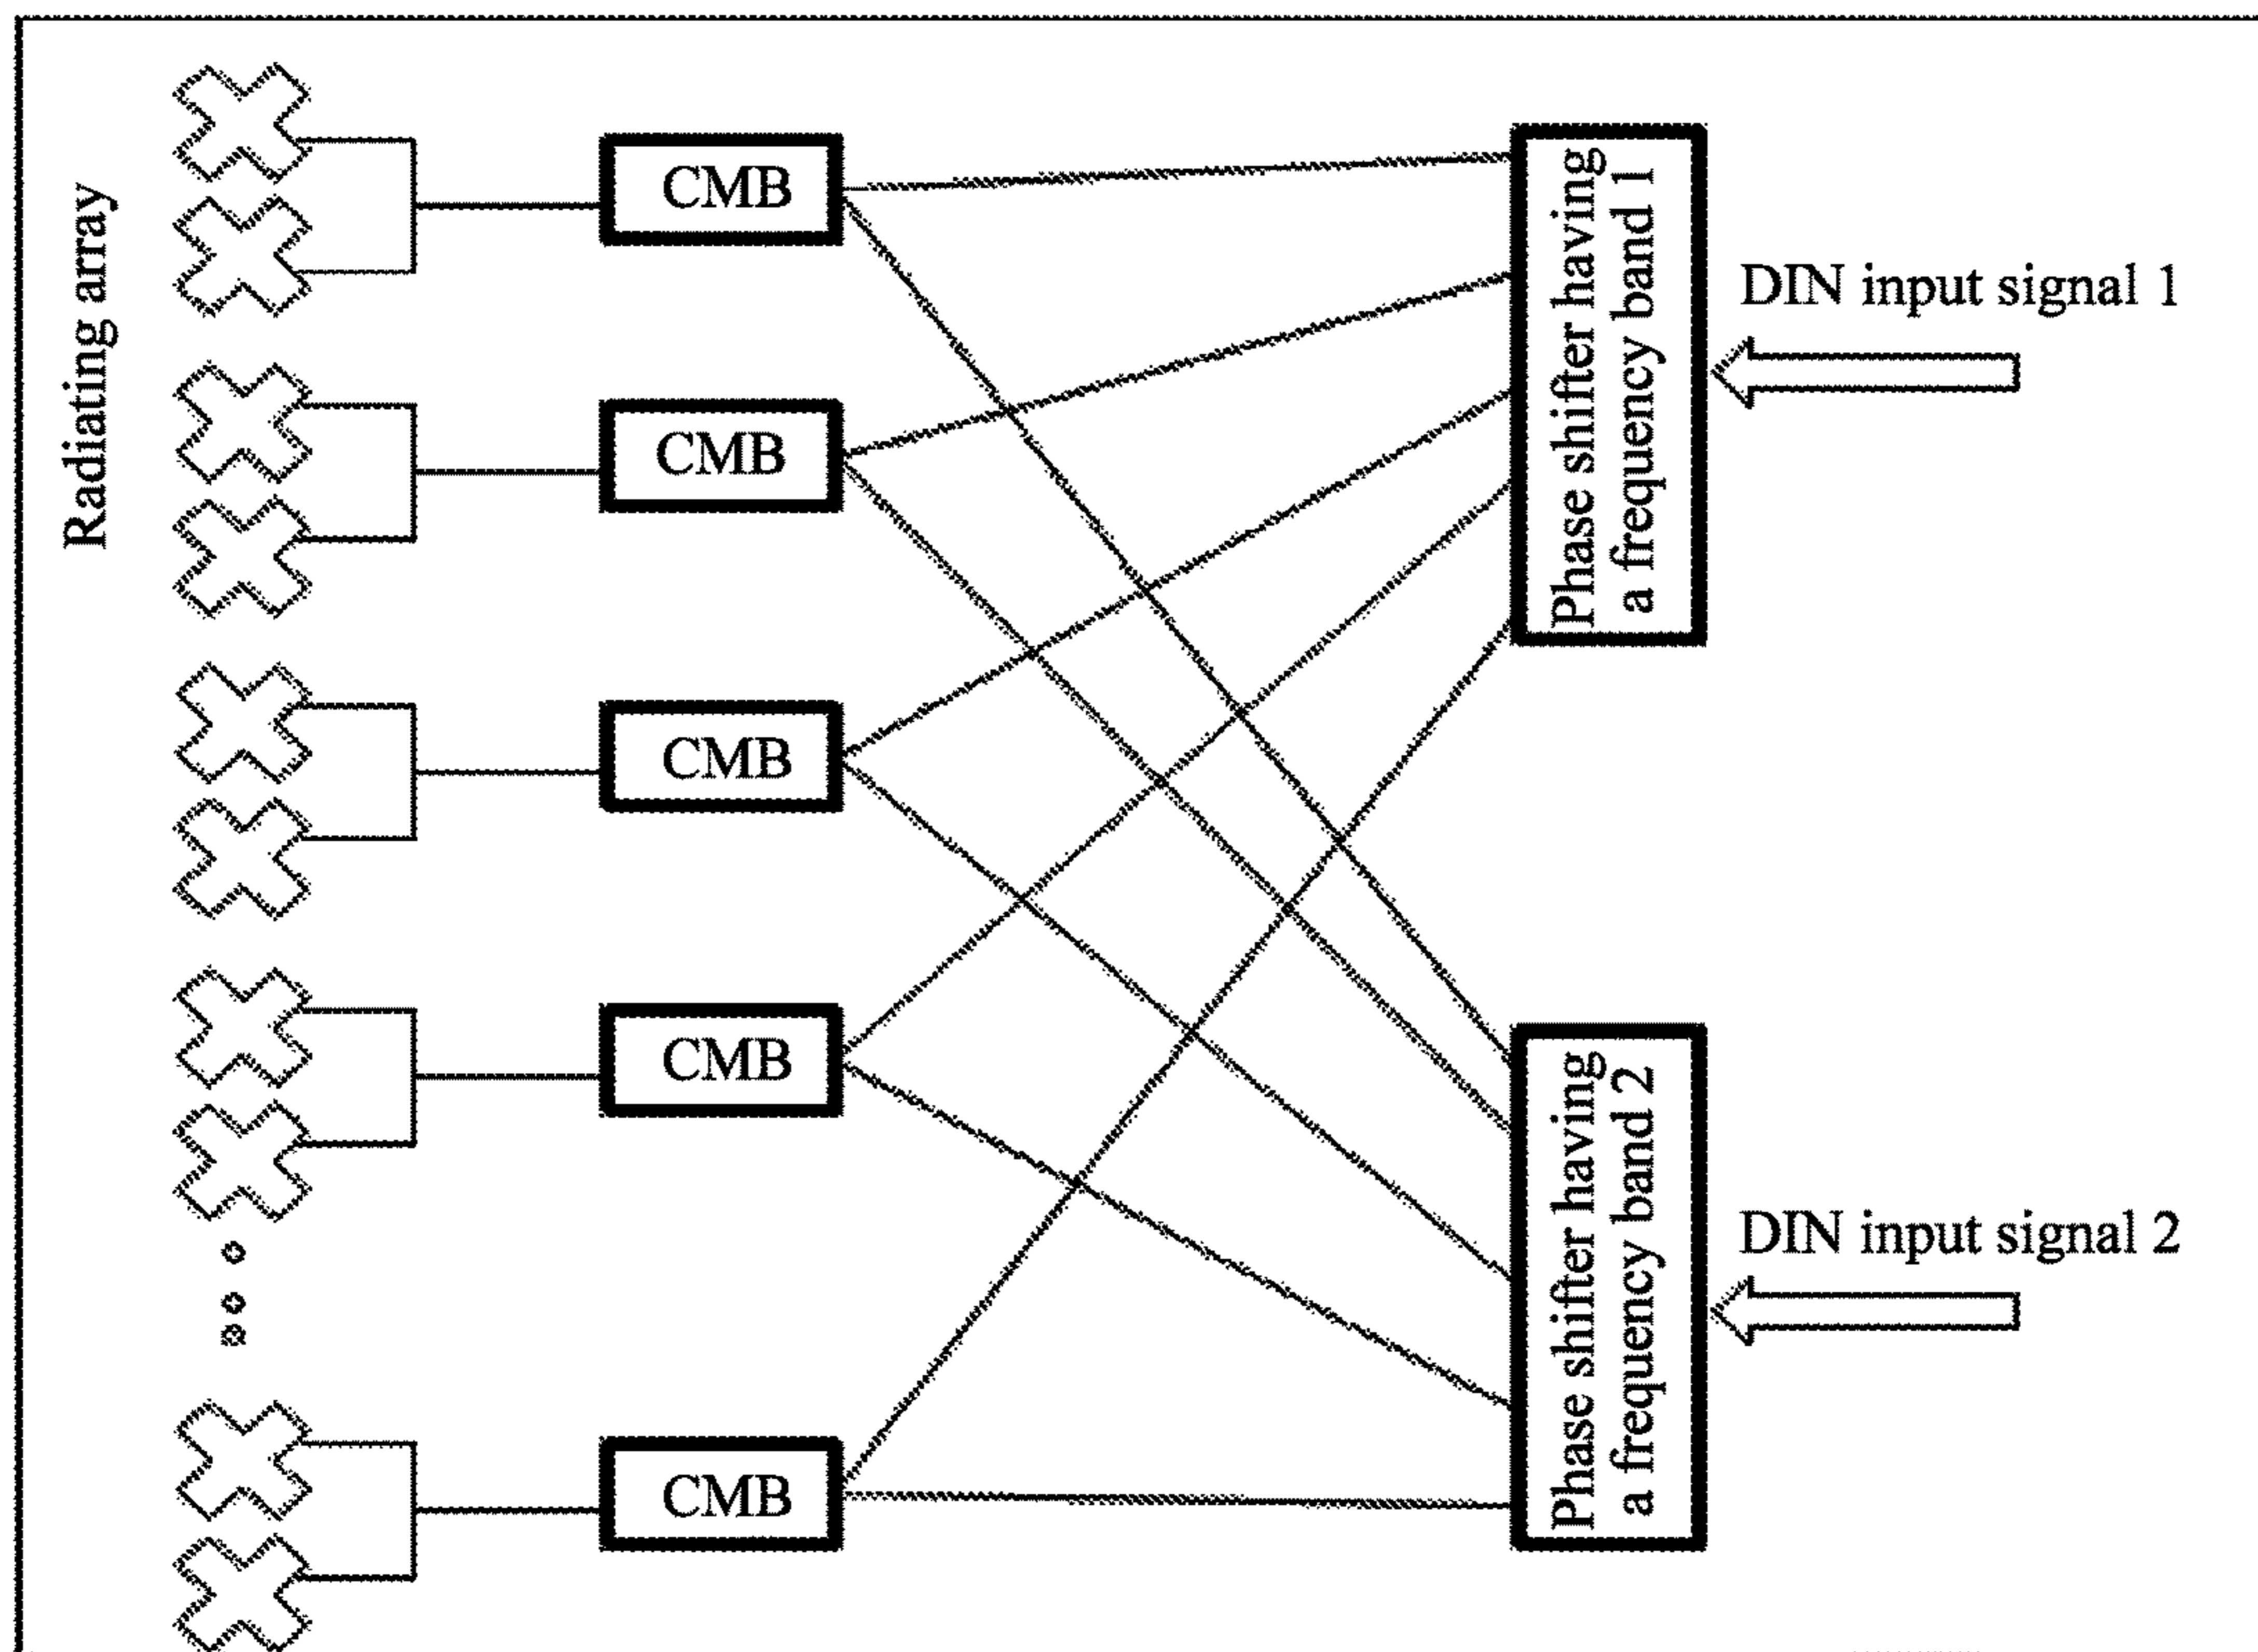 Radiating array
CMB
CMB
CMB
CMB
CMB
Phase shifter having
a frequency band 1
DIN input signal 1
Phase shifter having
a frequency band 2
DIN input signal 2